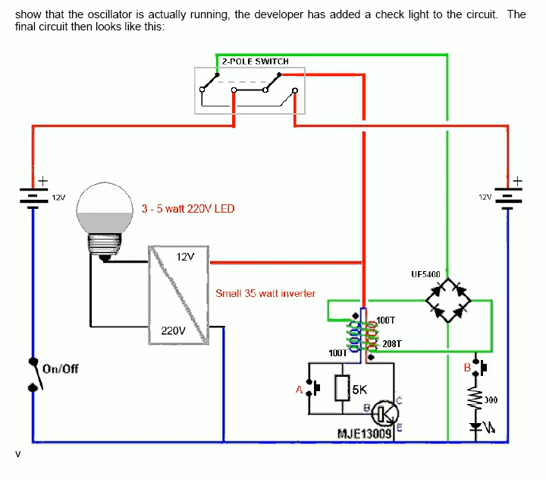 show that the oscillator is actually running, the developer has added a check light to the circuit. The
final circuit then looks like this:
2-POLE SWITCH
+
12V
+
12V
3 - 5 watt 220V LED
12V
Small 35 watt inverter
220V
UF5400
100T
208T
100T
On/Off
A
5K
B
C
E
MJE13009
B
300
v